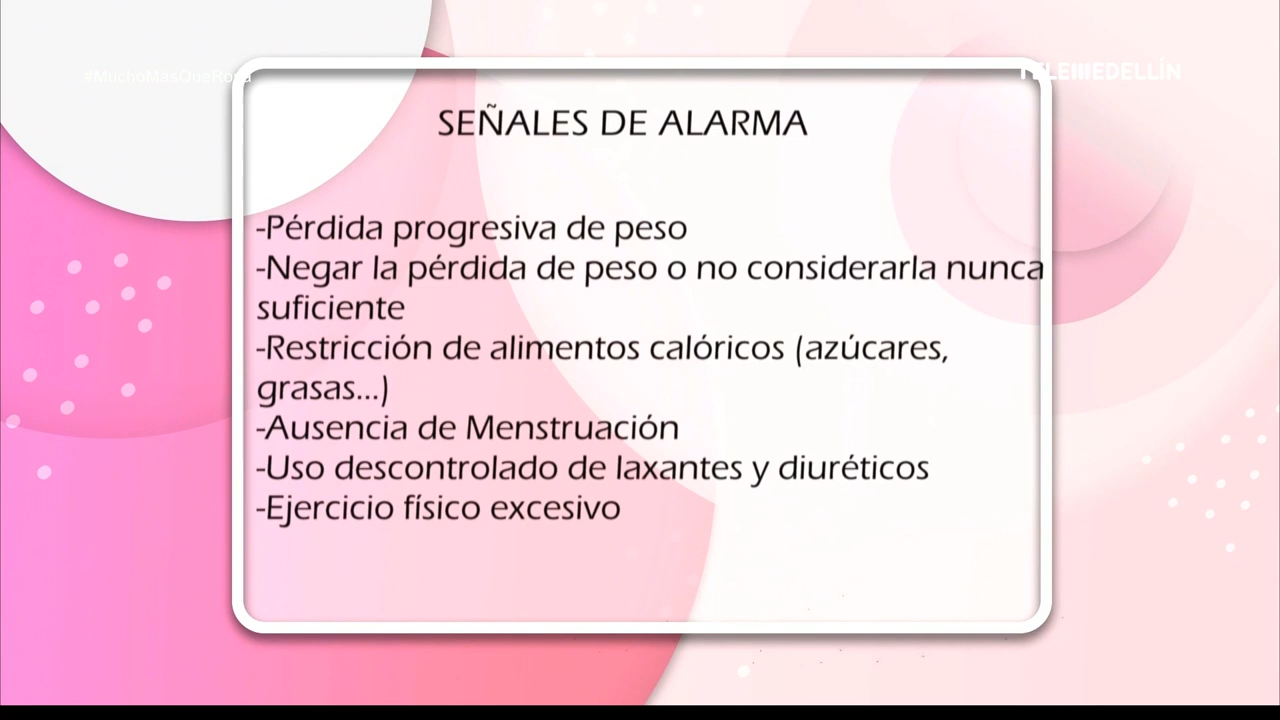 #MuchoMásQueRosa
TELEMEDELLÍN
SEÑALES DE ALARMA
-Pérdida progresiva de peso
-Negar la pérdida de peso o no considerarla nunca
suficiente
-Restricción de alimentos calóricos (azúcares,
grasas...)
-Ausencia de Menstruación
-Uso descontrolado de laxantes y diuréticos
-Ejercicio físico excesivo